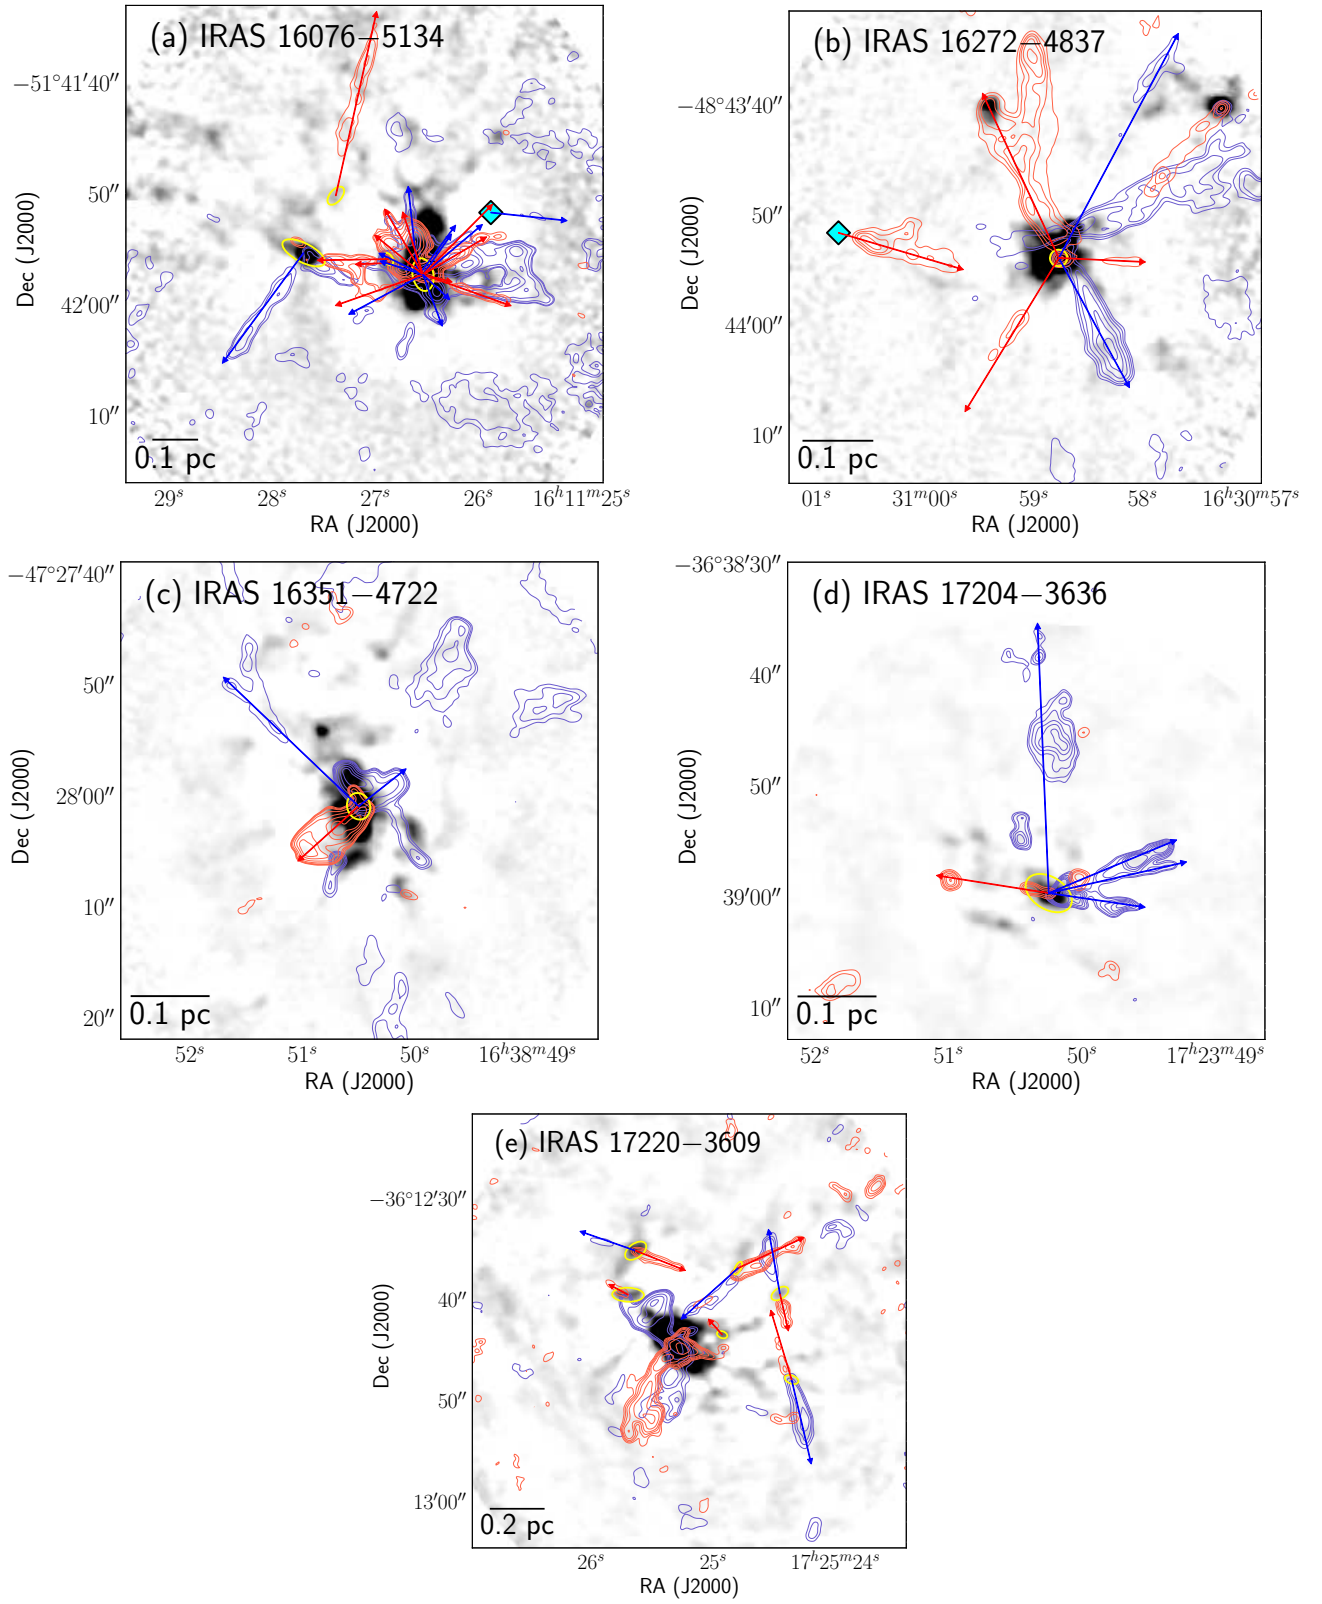 (a) IRAS 16076−5134
−51°41′40″
50″
42′00″
10″
Dec (J2000)
0.1 pc
29ˢ 28ˢ 27ˢ 26ˢ 16ʰ11ᵐ25ˢ
RA (J2000)
(b) IRAS 16272−4837
−48°43′40″
50″
44′00″
10″
Dec (J2000)
0.1 pc
01ˢ 31ᵐ00ˢ 59ˢ 58ˢ 16ʰ30ᵐ57ˢ
RA (J2000)
(c) IRAS 16351−4722
−47°27′40″
50″
28′00″
10″
20″
Dec (J2000)
0.1 pc
52ˢ 51ˢ 50ˢ 16ʰ38ᵐ49ˢ
RA (J2000)
(d) IRAS 17204−3636
−36°38′30″
40″
50″
39′00″
10″
Dec (J2000)
0.1 pc
52ˢ 51ˢ 50ˢ 17ʰ23ᵐ49ˢ
RA (J2000)
(e) IRAS 17220−3609
−36°12′30″
40″
50″
13′00″
Dec (J2000)
0.2 pc
26ˢ 25ˢ 17ʰ25ᵐ24ˢ
RA (J2000)